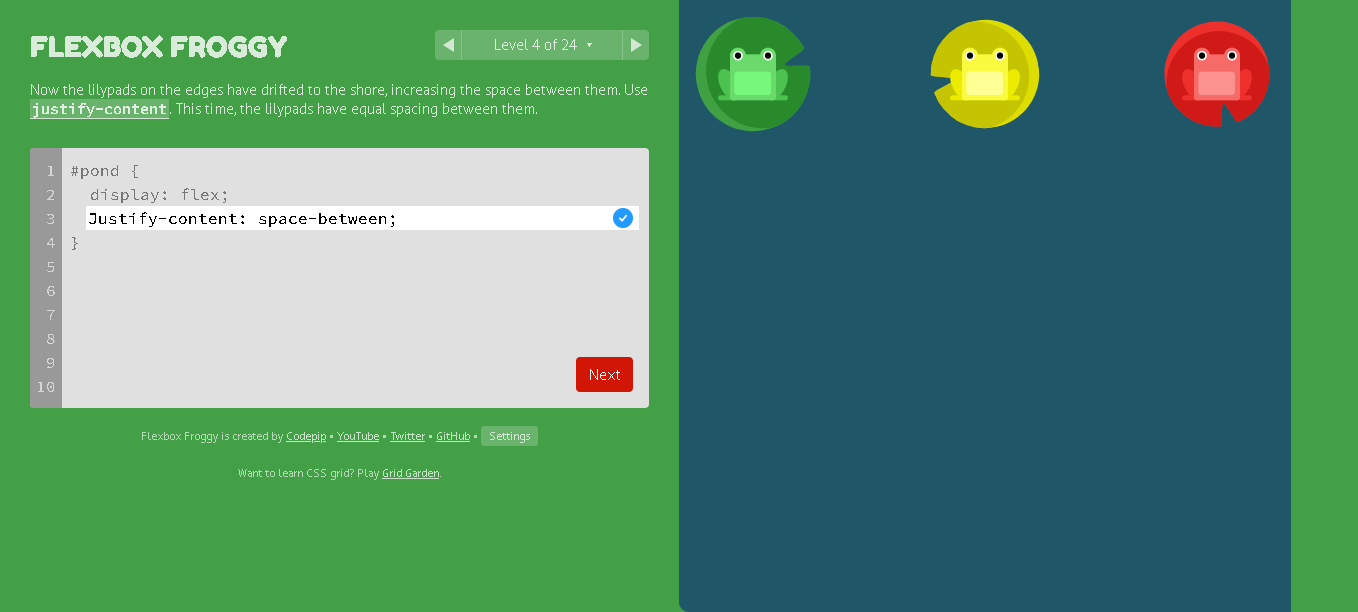 FLEXBOX FROGGY
◀ Level 4 of 24 ▾ ▶
Now the lilypads on the edges have drifted to the shore, increasing the space between them. Use
justify-content. This time, the lilypads have equal spacing between them.
1 #pond {
2 display: flex;
3 Justify-content: space-between;
4 }
5
6
7
8
9
10
Next
Flexbox Froggy is created by Codepip • YouTube • Twitter • GitHub • Settings
Want to learn CSS grid? Play Grid Garden.